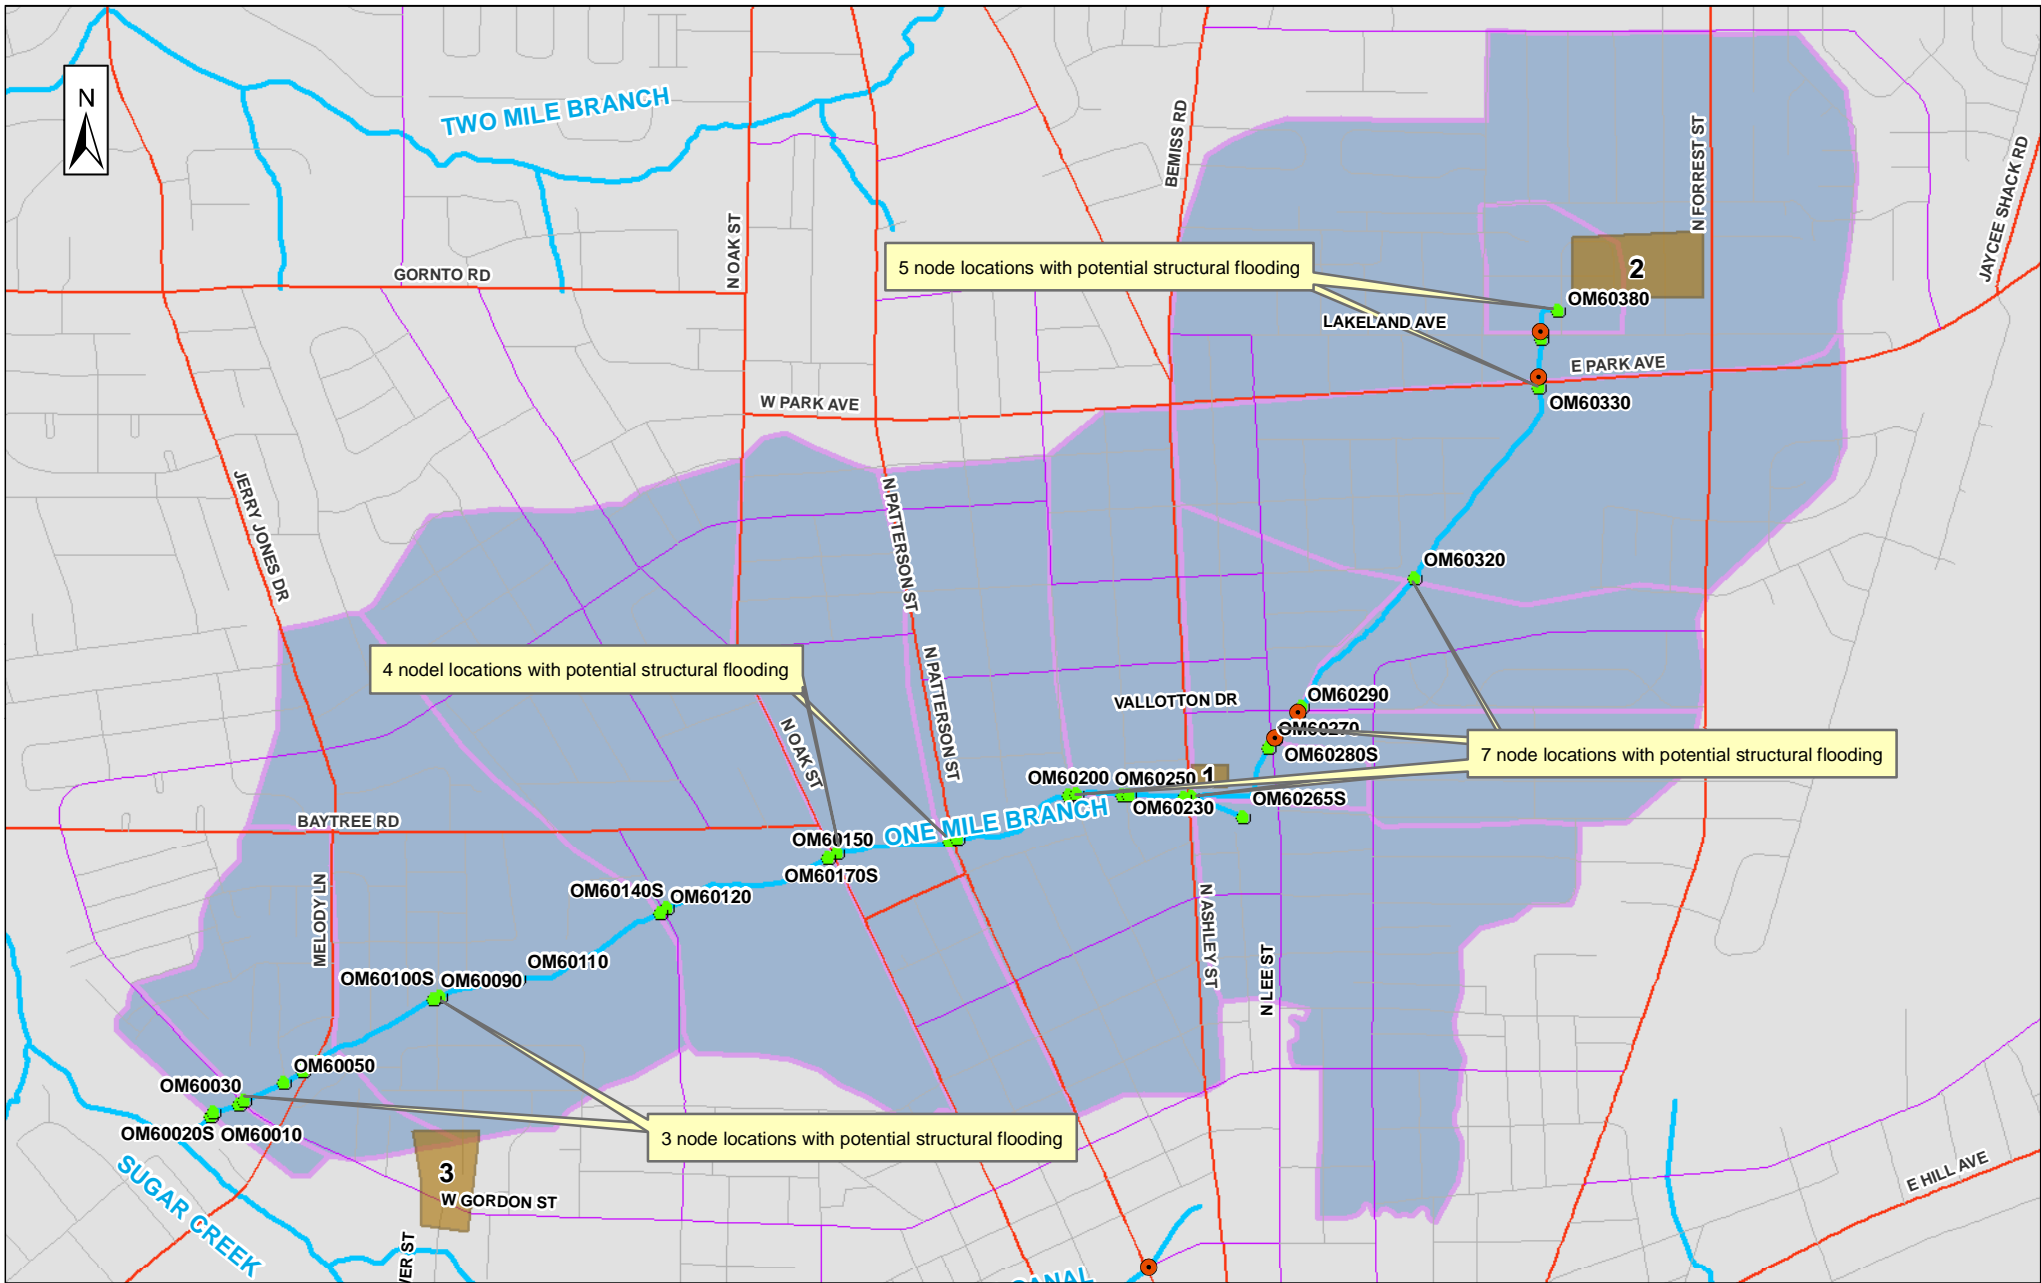 N
TWO MILE BRANCH
BEMISS RD
N FORREST ST
JAYCEE SHACK RD
N OAK ST
GORNTO RD
5 node locations with potential structural flooding
2
OM60380
LAKELAND AVE
E PARK AVE
W PARK AVE
OM60330
JERRY JONES DR
N PATTERSON ST
OM60320
4 nodel locations with potential structural flooding
N PATTERSON ST
VALLOTTON DR
OM60290
OM60270
N OAK ST
OM60280S
7 node locations with potential structural flooding
OM60200
OM60250
1
OM60230
OM60265S
BAYTREE RD
ONE MILE BRANCH
OM60150
OM60170S
OM60140S
OM60120
MELODY LN
N ASHLEY ST
N LEE ST
OM60110
OM60100S
OM60090
OM60050
OM60030
OM60020S
OM60010
3 node locations with potential structural flooding
SUGAR CREEK
3
W GORDON ST
E HILL AVE
VER ST
CANAL